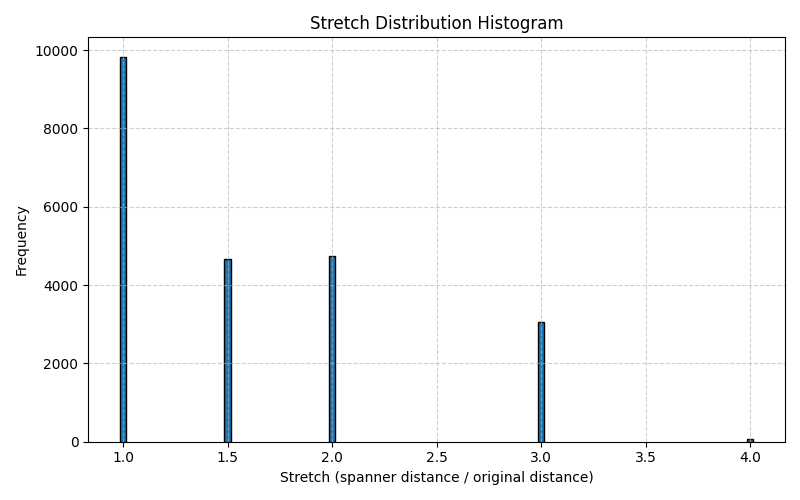 Stretch Distribution Histogram
10000
8000
6000
4000
2000
0
Frequency
1.0 1.5 2.0 2.5 3.0 3.5 4.0
Stretch (spanner distance / original distance)